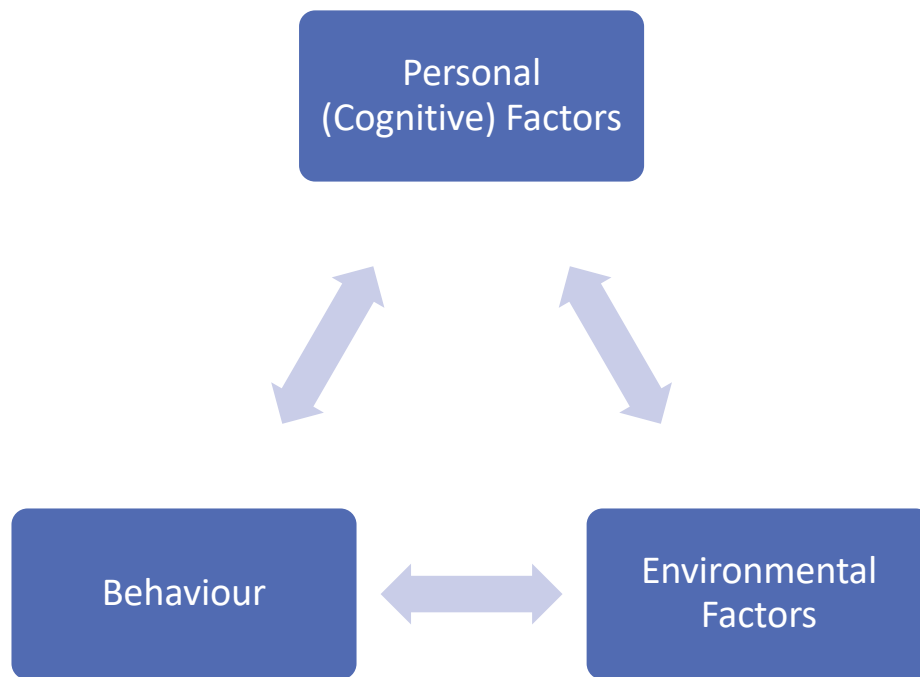 Personal
(Cognitive) Factors
Behaviour
Environmental
Factors